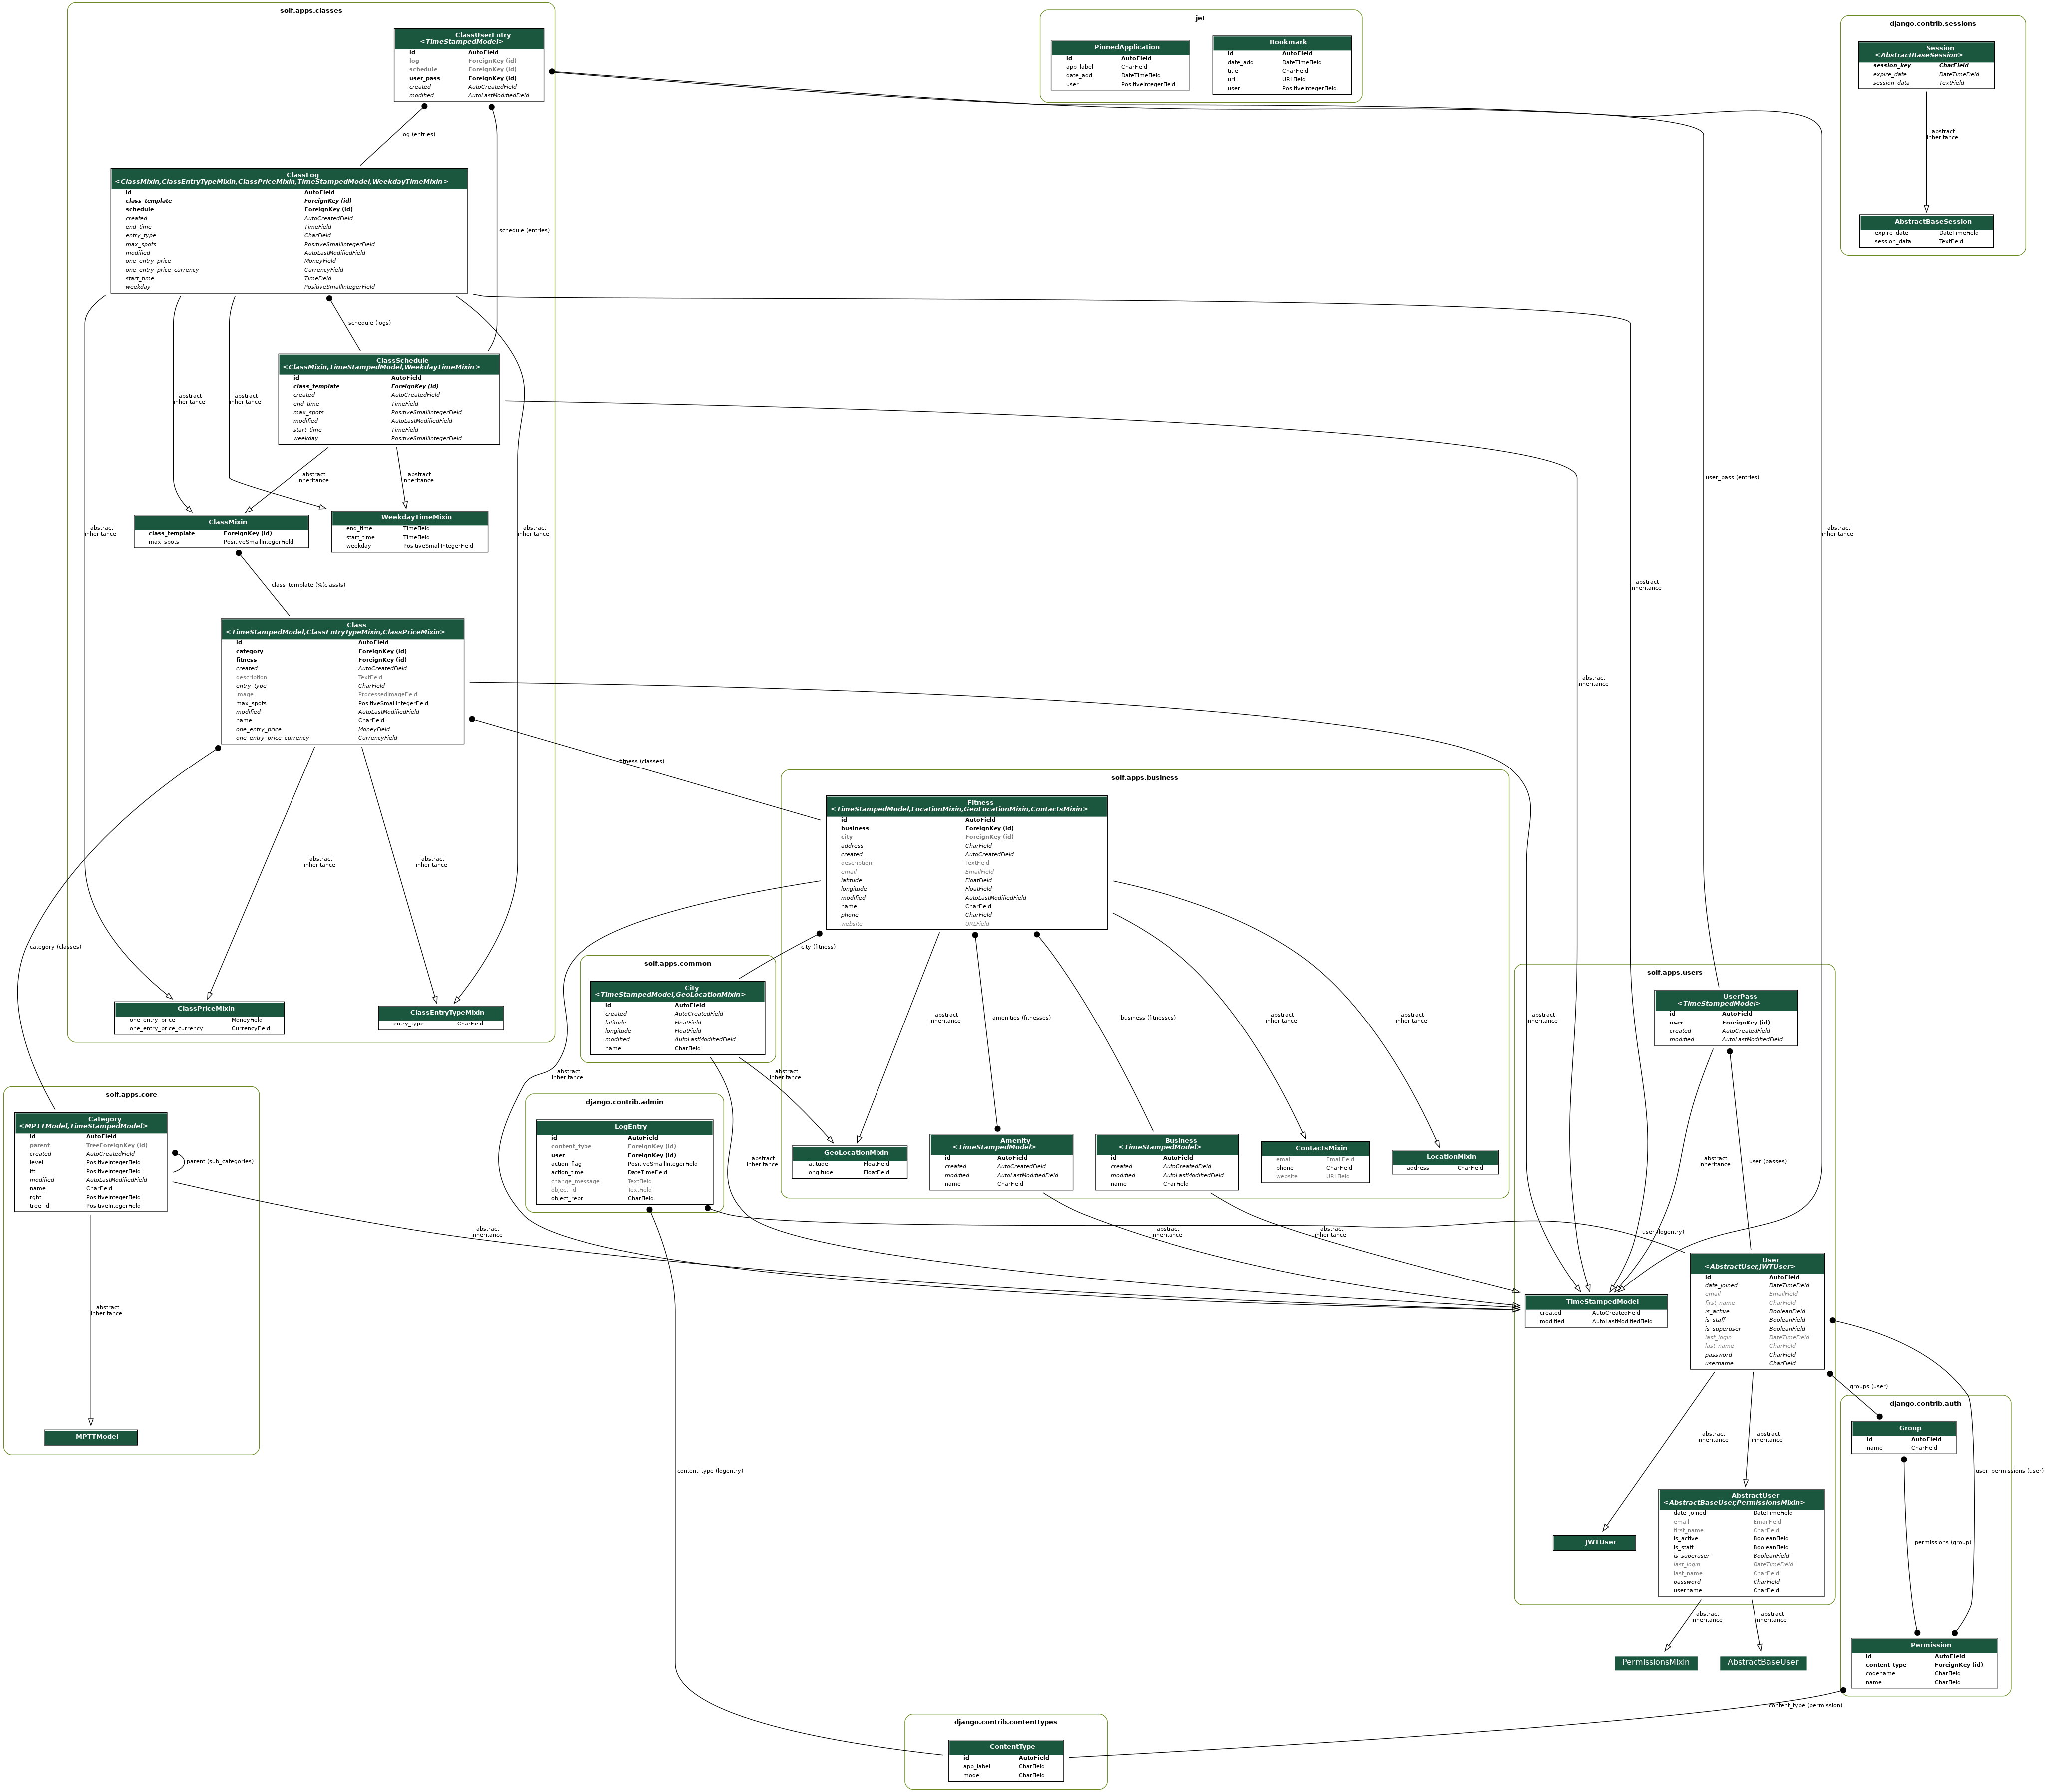 solf.apps.classes
ClassUserEntry
<TimeStampedModel>
id AutoField
log ForeignKey (id)
schedule ForeignKey (id)
user_pass ForeignKey (id)
created AutoCreatedField
modified AutoLastModifiedField
log (entries)
schedule (entries)
ClassLog
<ClassMixin,ClassEntryTypeMixin,ClassPriceMixin,TimeStampedModel,WeekdayTimeMixin>
id AutoField
class_template ForeignKey (id)
schedule ForeignKey (id)
created AutoCreatedField
end_time TimeField
entry_type CharField
max_spots PositiveSmallIntegerField
modified AutoLastModifiedField
one_entry_price MoneyField
one_entry_price_currency CurrencyField
start_time TimeField
weekday PositiveSmallIntegerField
schedule (logs)
ClassSchedule
<ClassMixin,TimeStampedModel,WeekdayTimeMixin>
id AutoField
class_template ForeignKey (id)
created AutoCreatedField
end_time TimeField
max_spots PositiveSmallIntegerField
modified AutoLastModifiedField
start_time TimeField
weekday PositiveSmallIntegerField
abstract
inheritance
abstract
inheritance
abstract
inheritance
abstract
inheritance
abstract
inheritance
abstract
inheritance
ClassMixin
class_template ForeignKey (id)
max_spots PositiveSmallIntegerField
WeekdayTimeMixin
end_time TimeField
start_time TimeField
weekday PositiveSmallIntegerField
class_template (%(class)s)
Class
<TimeStampedModel,ClassEntryTypeMixin,ClassPriceMixin>
id AutoField
category ForeignKey (id)
fitness ForeignKey (id)
created AutoCreatedField
description TextField
entry_type CharField
image ProcessedImageField
max_spots PositiveSmallIntegerField
modified AutoLastModifiedField
name CharField
one_entry_price MoneyField
one_entry_price_currency CurrencyField
fitness (classes)
category (classes)
abstract
inheritance
abstract
inheritance
ClassPriceMixin
one_entry_price MoneyField
one_entry_price_currency CurrencyField
ClassEntryTypeMixin
entry_type CharField
jet
PinnedApplication
id AutoField
app_label CharField
date_add DateTimeField
user PositiveIntegerField
Bookmark
id AutoField
date_add DateTimeField
title CharField
url URLField
user PositiveIntegerField
django.contrib.sessions
Session
<AbstractBaseSession>
session_key CharField
expire_date DateTimeField
session_data TextField
abstract
inheritance
AbstractBaseSession
expire_date DateTimeField
session_data TextField
user_pass (entries)
abstract
inheritance
abstract
inheritance
abstract
inheritance
abstract
inheritance
solf.apps.business
Fitness
<TimeStampedModel,LocationMixin,GeoLocationMixin,ContactsMixin>
id AutoField
business ForeignKey (id)
city ForeignKey (id)
address CharField
created AutoCreatedField
description TextField
email EmailField
latitude FloatField
longitude FloatField
modified AutoLastModifiedField
name CharField
phone CharField
website URLField
city (fitness)
abstract
inheritance
amenities (fitnesses)
business (fitnesses)
abstract
inheritance
abstract
inheritance
abstract
inheritance
abstract
inheritance
GeoLocationMixin
latitude FloatField
longitude FloatField
Amenity
<TimeStampedModel>
id AutoField
created AutoCreatedField
modified AutoLastModifiedField
name CharField
Business
<TimeStampedModel>
id AutoField
created AutoCreatedField
modified AutoLastModifiedField
name CharField
ContactsMixin
email EmailField
phone CharField
website URLField
LocationMixin
address CharField
solf.apps.common
City
<TimeStampedModel,GeoLocationMixin>
id AutoField
created AutoCreatedField
latitude FloatField
longitude FloatField
modified AutoLastModifiedField
name CharField
abstract
inheritance
django.contrib.admin
LogEntry
id AutoField
content_type ForeignKey (id)
user ForeignKey (id)
action_flag PositiveSmallIntegerField
action_time DateTimeField
change_message TextField
object_id TextField
object_repr CharField
solf.apps.core
Category
<MPTTModel,TimeStampedModel>
id AutoField
parent TreeForeignKey (id)
created AutoCreatedField
level PositiveIntegerField
lft PositiveIntegerField
modified AutoLastModifiedField
name CharField
rght PositiveIntegerField
tree_id PositiveIntegerField
parent (sub_categories)
abstract
inheritance
abstract
inheritance
MPTTModel
abstract
inheritance
abstract
inheritance
solf.apps.users
UserPass
<TimeStampedModel>
id AutoField
user ForeignKey (id)
created AutoCreatedField
modified AutoLastModifiedField
abstract
inheritance
user (passes)
user (logentry)
User
<AbstractUser,JWTUser>
id AutoField
date_joined DateTimeField
email EmailField
first_name CharField
is_active BooleanField
is_staff BooleanField
is_superuser BooleanField
last_login DateTimeField
last_name CharField
password CharField
username CharField
TimeStampedModel
created AutoCreatedField
modified AutoLastModifiedField
groups (user)
abstract
inheritance
abstract
inheritance
JWTUser
AbstractUser
<AbstractBaseUser,PermissionsMixin>
date_joined DateTimeField
email EmailField
first_name CharField
is_active BooleanField
is_staff BooleanField
is_superuser BooleanField
last_login DateTimeField
last_name CharField
password CharField
username CharField
abstract
inheritance
abstract
inheritance
PermissionsMixin
AbstractBaseUser
django.contrib.auth
Group
id AutoField
name CharField
user_permissions (user)
permissions (group)
Permission
id AutoField
content_type ForeignKey (id)
codename CharField
name CharField
content_type (permission)
content_type (logentry)
django.contrib.contenttypes
ContentType
id AutoField
app_label CharField
model CharField